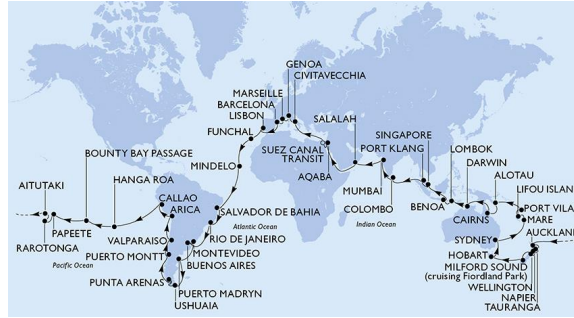 GENOA
CIVITAVECCHIA
MARSEILLE
BARCELONA
LISBON
FUNCHAL
SUEZ CANAL
TRANSIT
AQABA
SALALAH
MUMBAI
COLOMBO
Indian Ocean
SINGAPORE
PORT KLANG
LOMBOK
DARWIN
BENOA
ALOTAU
CAIRNS
LIFOU ISLAND
PORT VILA
MARE
AUCKLAND
SYDNEY
HOBART
MILFORD SOUND
(cruising Fiordland Park)
WELLINGTON
NAPIER
TAURANGA
MINDELO
BOUNTY BAY PASSAGE
HANGA ROA
AITUTAKI
PAPEETE
RAROTONGA
Pacific Ocean
CALLAO
ARICA
VALPARAISO
PUERTO MONTT
PUNTA ARENAS
SALVADOR DE BAHIA
Atlantic Ocean
RIO DE JANEIRO
MONTEVIDEO
BUENOS AIRES
PUERTO MADRYN
USHUAIA